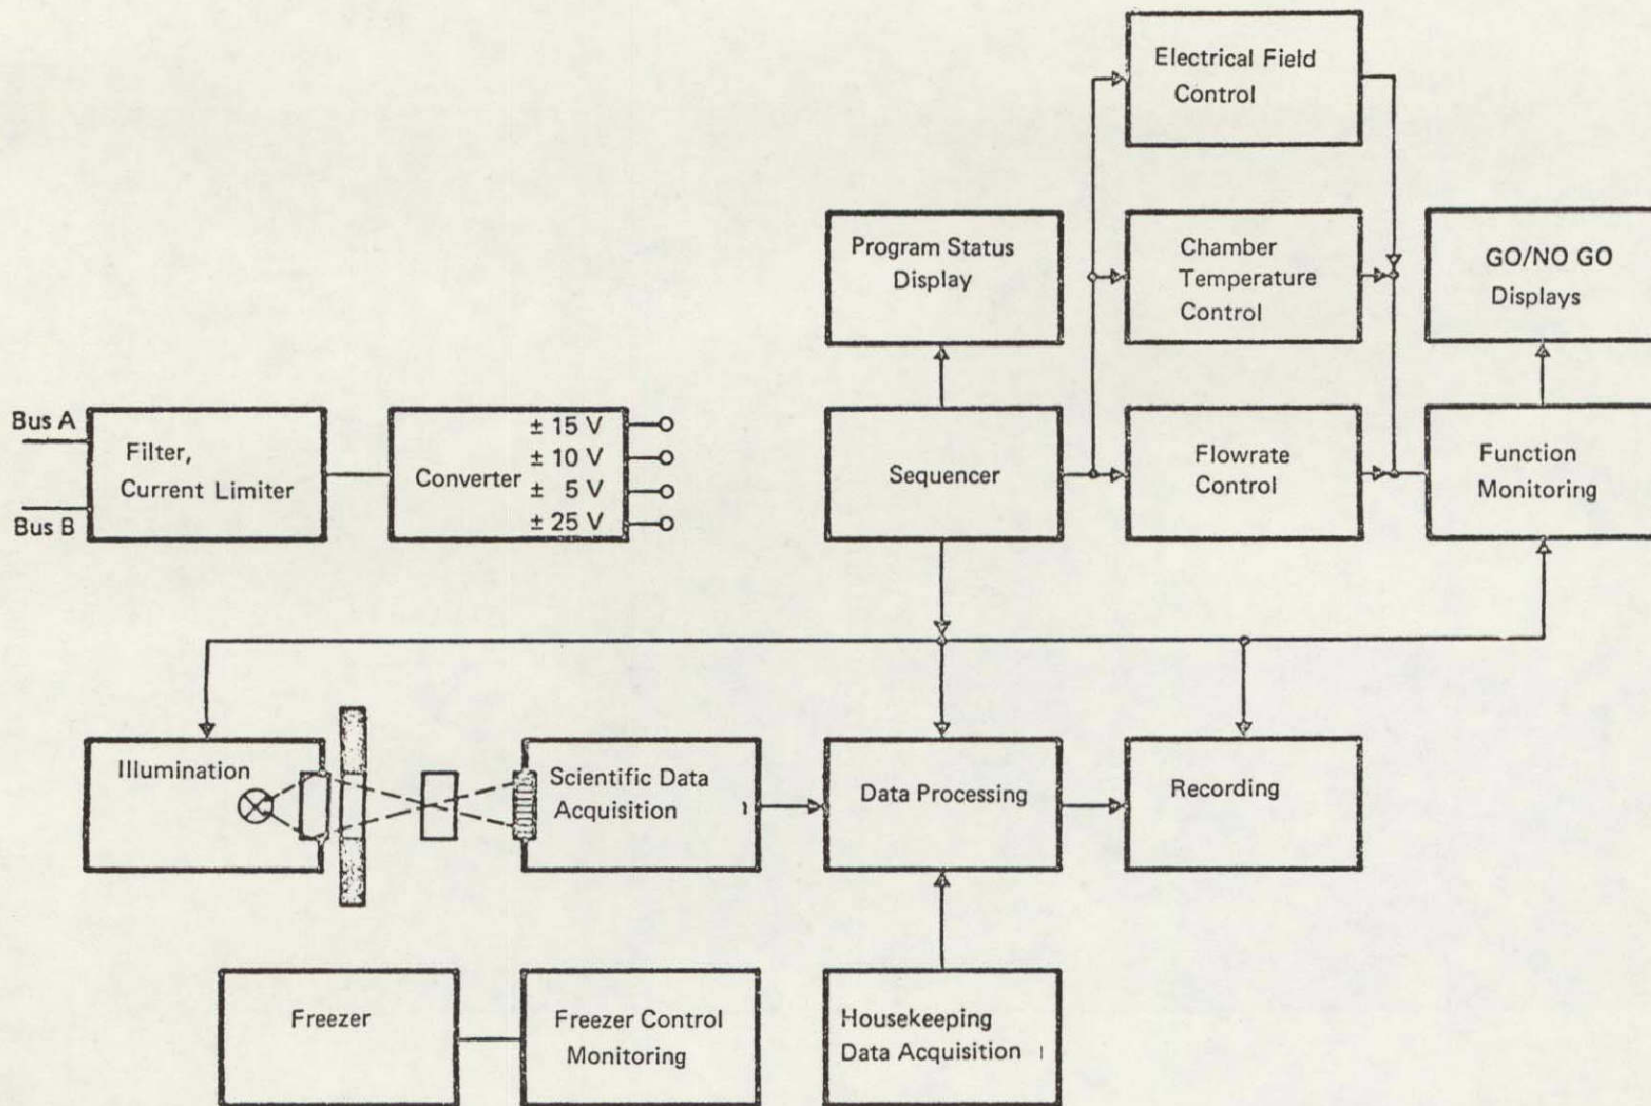 Electrical Field
Control
Program Status
Display
Chamber
Temperature
Control
GO/NO GO
Displays
Bus A
Bus B
Filter,
Current Limiter
Converter
± 15 V
± 10 V
± 5 V
± 25 V
Sequencer
Flowrate
Control
Function
Monitoring
Illumination
Scientific Data
Acquisition
Data Processing
Recording
Freezer
Freezer Control
Monitoring
Housekeeping
Data Acquisition